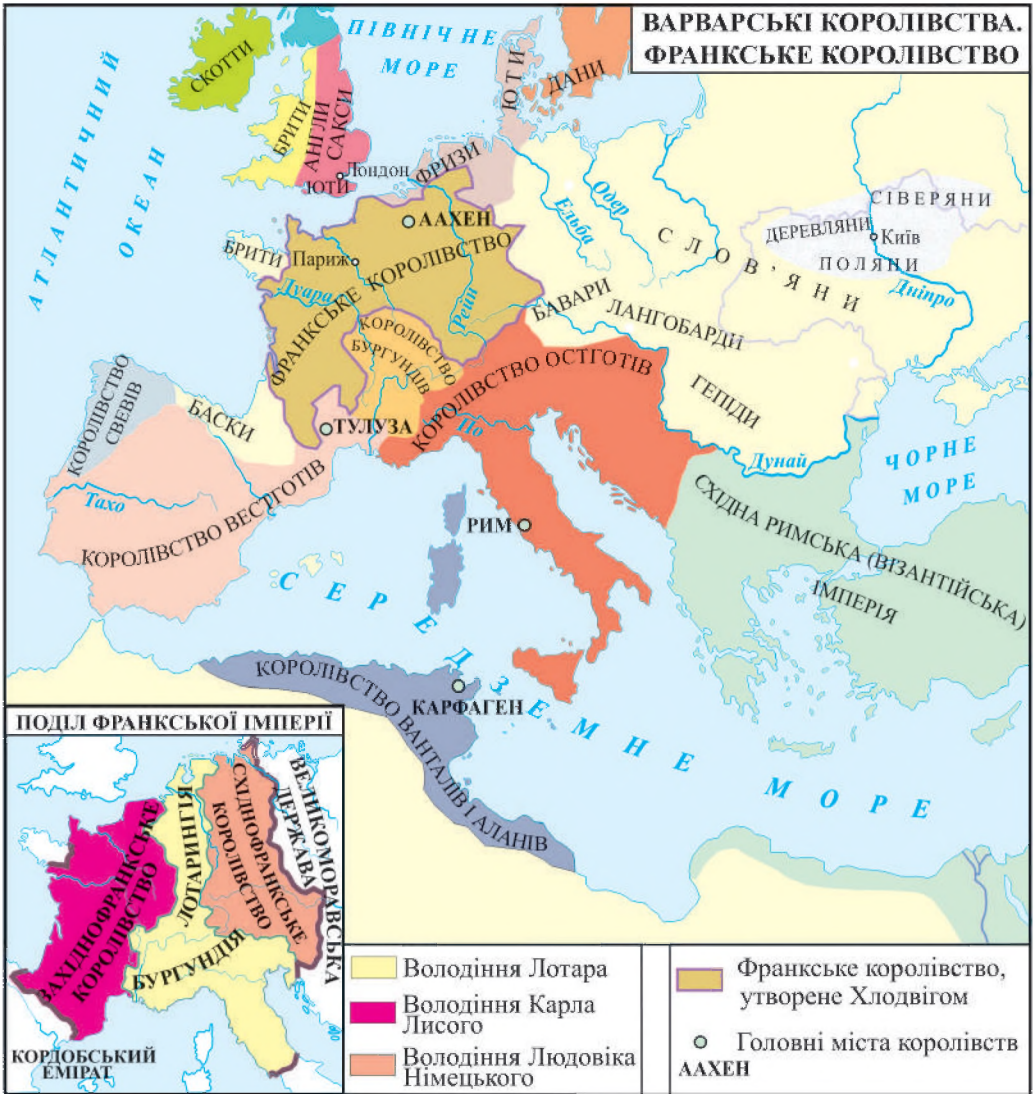 ВАРВАРСЬКІ КОРОЛІВСТВА.
ФРАНКСЬКЕ КОРОЛІВСТВО
АТЛАНТИЧНИЙ
ОКЕАН
ПІВНІЧНЕ
МОРЕ
СКОТТИ
БРИТИ
АНГЛИ
САКСИ
ЮТИ
Лондон
ЮТИ
ДАНИ
ФРИЗИ
ААХЕН
БРИТИ
Париж
Луара
Рейн
ФРАНКСЬКЕ КОРОЛІВСТВО
КОРОЛІВСТВО
БУРГУНДІВ
Ельба
Одер
СЛОВ’ЯНИ
СІВЕРЯНИ
ДЕРЕВЛЯНИ
Київ
ПОЛЯНИ
Дніпро
БАВАРИ
ЛАНГОБАРДИ
ГЕПІДИ
КОРОЛІВСТВО ОСТГОТІВ
По
Дунай
ЧОРНЕ
МОРЕ
КОРОЛІВСТВО
СВЕВІВ
БАСКИ
ТУЛУЗА
Тахо
КОРОЛІВСТВО ВЕСТГОТІВ
РИМ
СХІДНА РИМСЬКА (ВІЗАНТІЙСЬКА)
ІМПЕРІЯ
СЕРЕДЗЕМНЕ МОРЕ
КОРОЛІВСТВО ВАНТАЛІВ І АЛАНІВ
КАРФАГЕН
ПОДІЛ ФРАНКСЬКОЇ ІМПЕРІЇ
ЗАХІДНОФРАНКСЬКЕ
КОРОЛІВСТВО
ЛОТАРИНГІЯ
СХІДНОФРАНКСЬКЕ
КОРОЛІВСТВО
ВЕЛИКОМОРАВСЬКА
ДЕРЖАВА
БУРГУНДІЯ
КОРДОБСЬКИЙ
ЕМІРАТ
Володіння Лотара
Володіння Карла
Лисого
Володіння Людовіка
Німецького
Франкське королівство,
утворене Хлодвігом
Головні міста королівств
ААХЕН